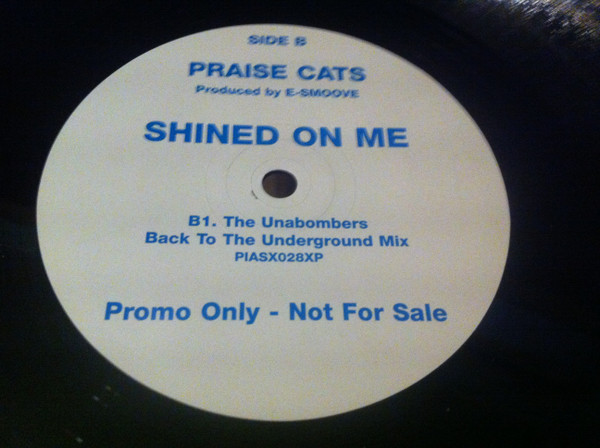 SIDE B
PRAISE CATS
Produced by E-SMOOVE
SHINED ON ME
B1. The Unabombers
Back To The Underground Mix
PIASX028XP
Promo Only - Not For Sale